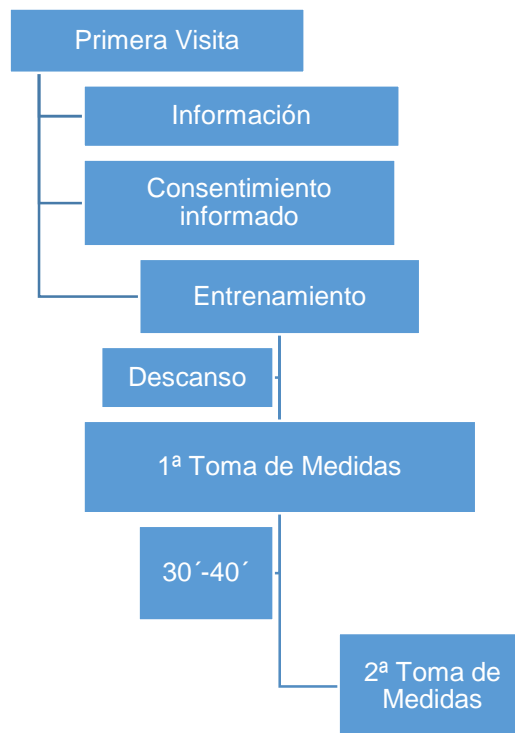 Primera Visita
Información
Consentimiento
informado
Entrenamiento
Descanso
1ª Toma de Medidas
30´-40´
2ª Toma de
Medidas